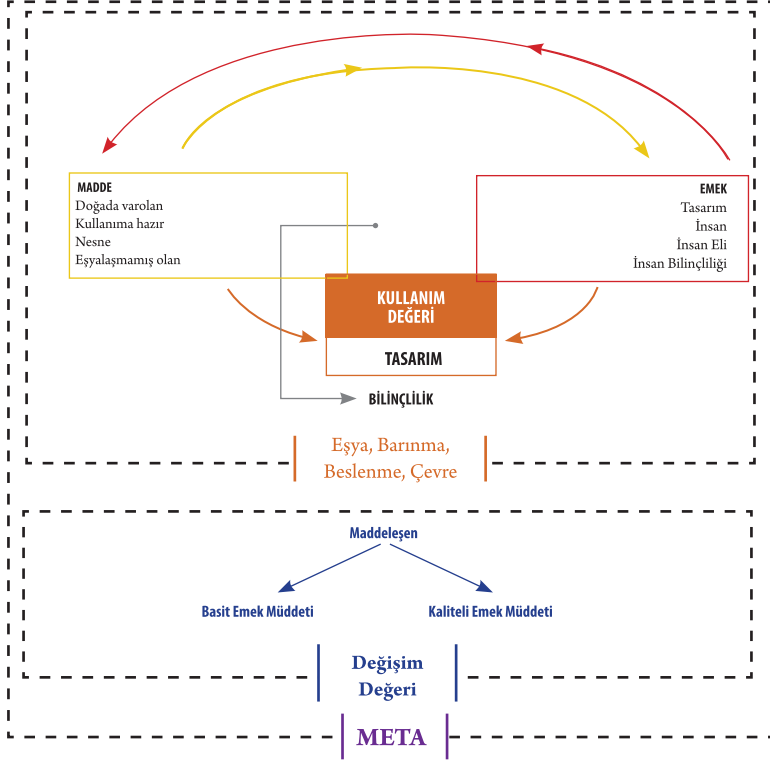 MADDE
Doğada varolan
Kullanıma hazır
Nesne
Eşyalaşmamış olan
EMEK
Tasarım
İnsan
İnsan Eli
İnsan Bilinçliliği
KULLANIM
DEĞERİ
TASARIM
BİLİNÇLİLİK
Eşya, Barınma,
Beslenme, Çevre
Maddeleşen
Basit Emek Müddeti
Kaliteli Emek Müddeti
Değişim
Değeri
META